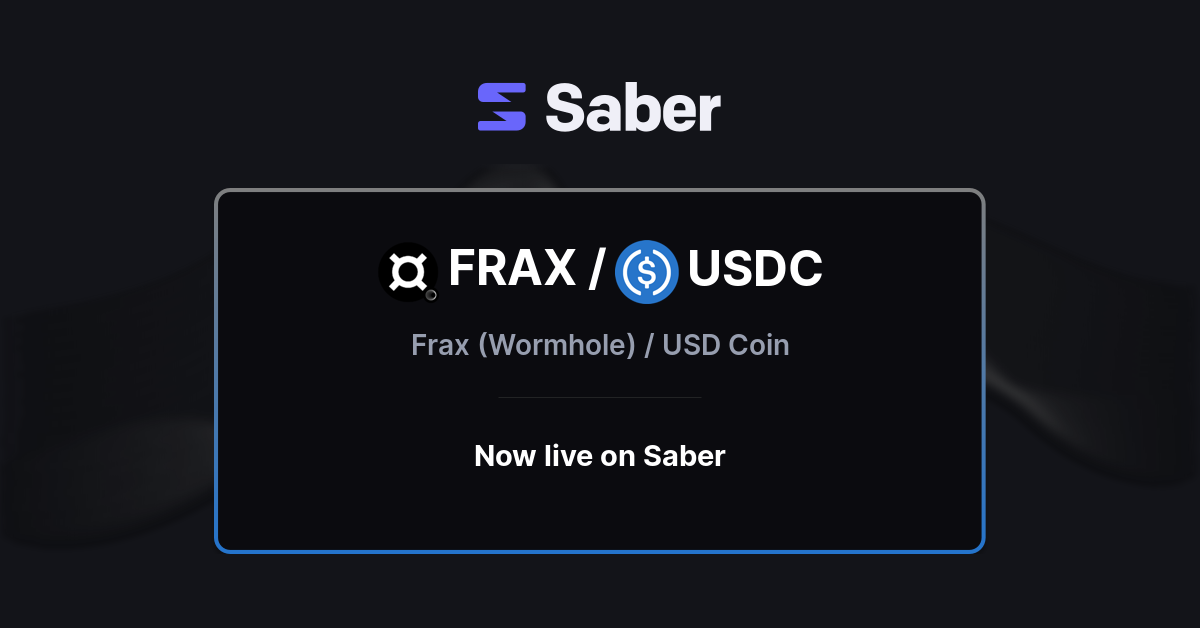 Saber
FRAX / USDC
Frax (Wormhole) / USD Coin
Now live on Saber